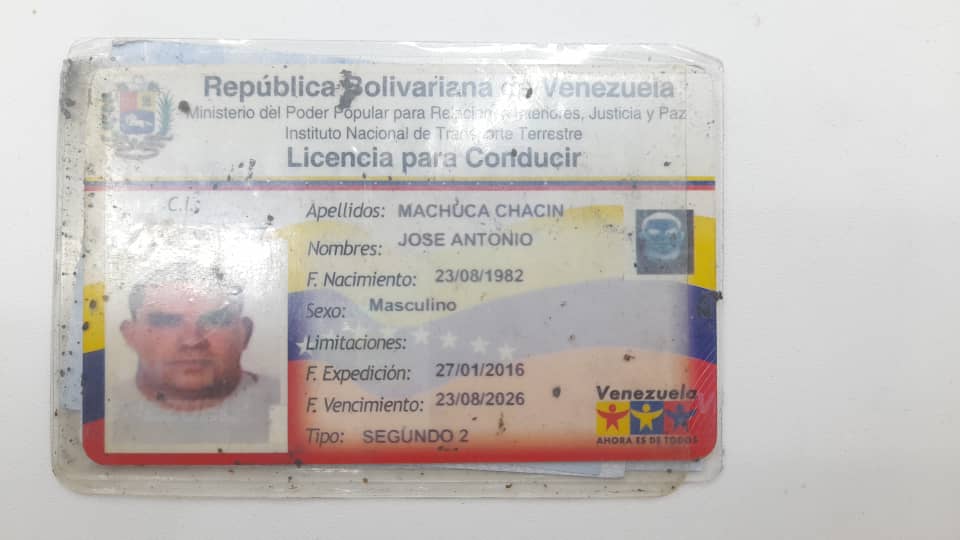 República Bolivariana de Venezuela
Ministerio del Poder Popular para Relaciones Interiores, Justicia y Paz
Instituto Nacional de Transporte Terrestre
Licencia para Conducir
C.I.:
Apellidos: MACHUCA CHACIN
Nombres: JOSE ANTONIO
F. Nacimiento: 23/08/1982
Sexo: Masculino
Limitaciones:
F. Expedición: 27/01/2016
F. Vencimiento: 23/08/2026
Tipo: SEGUNDO 2
Venezuela
AHORA ES DE TODOS